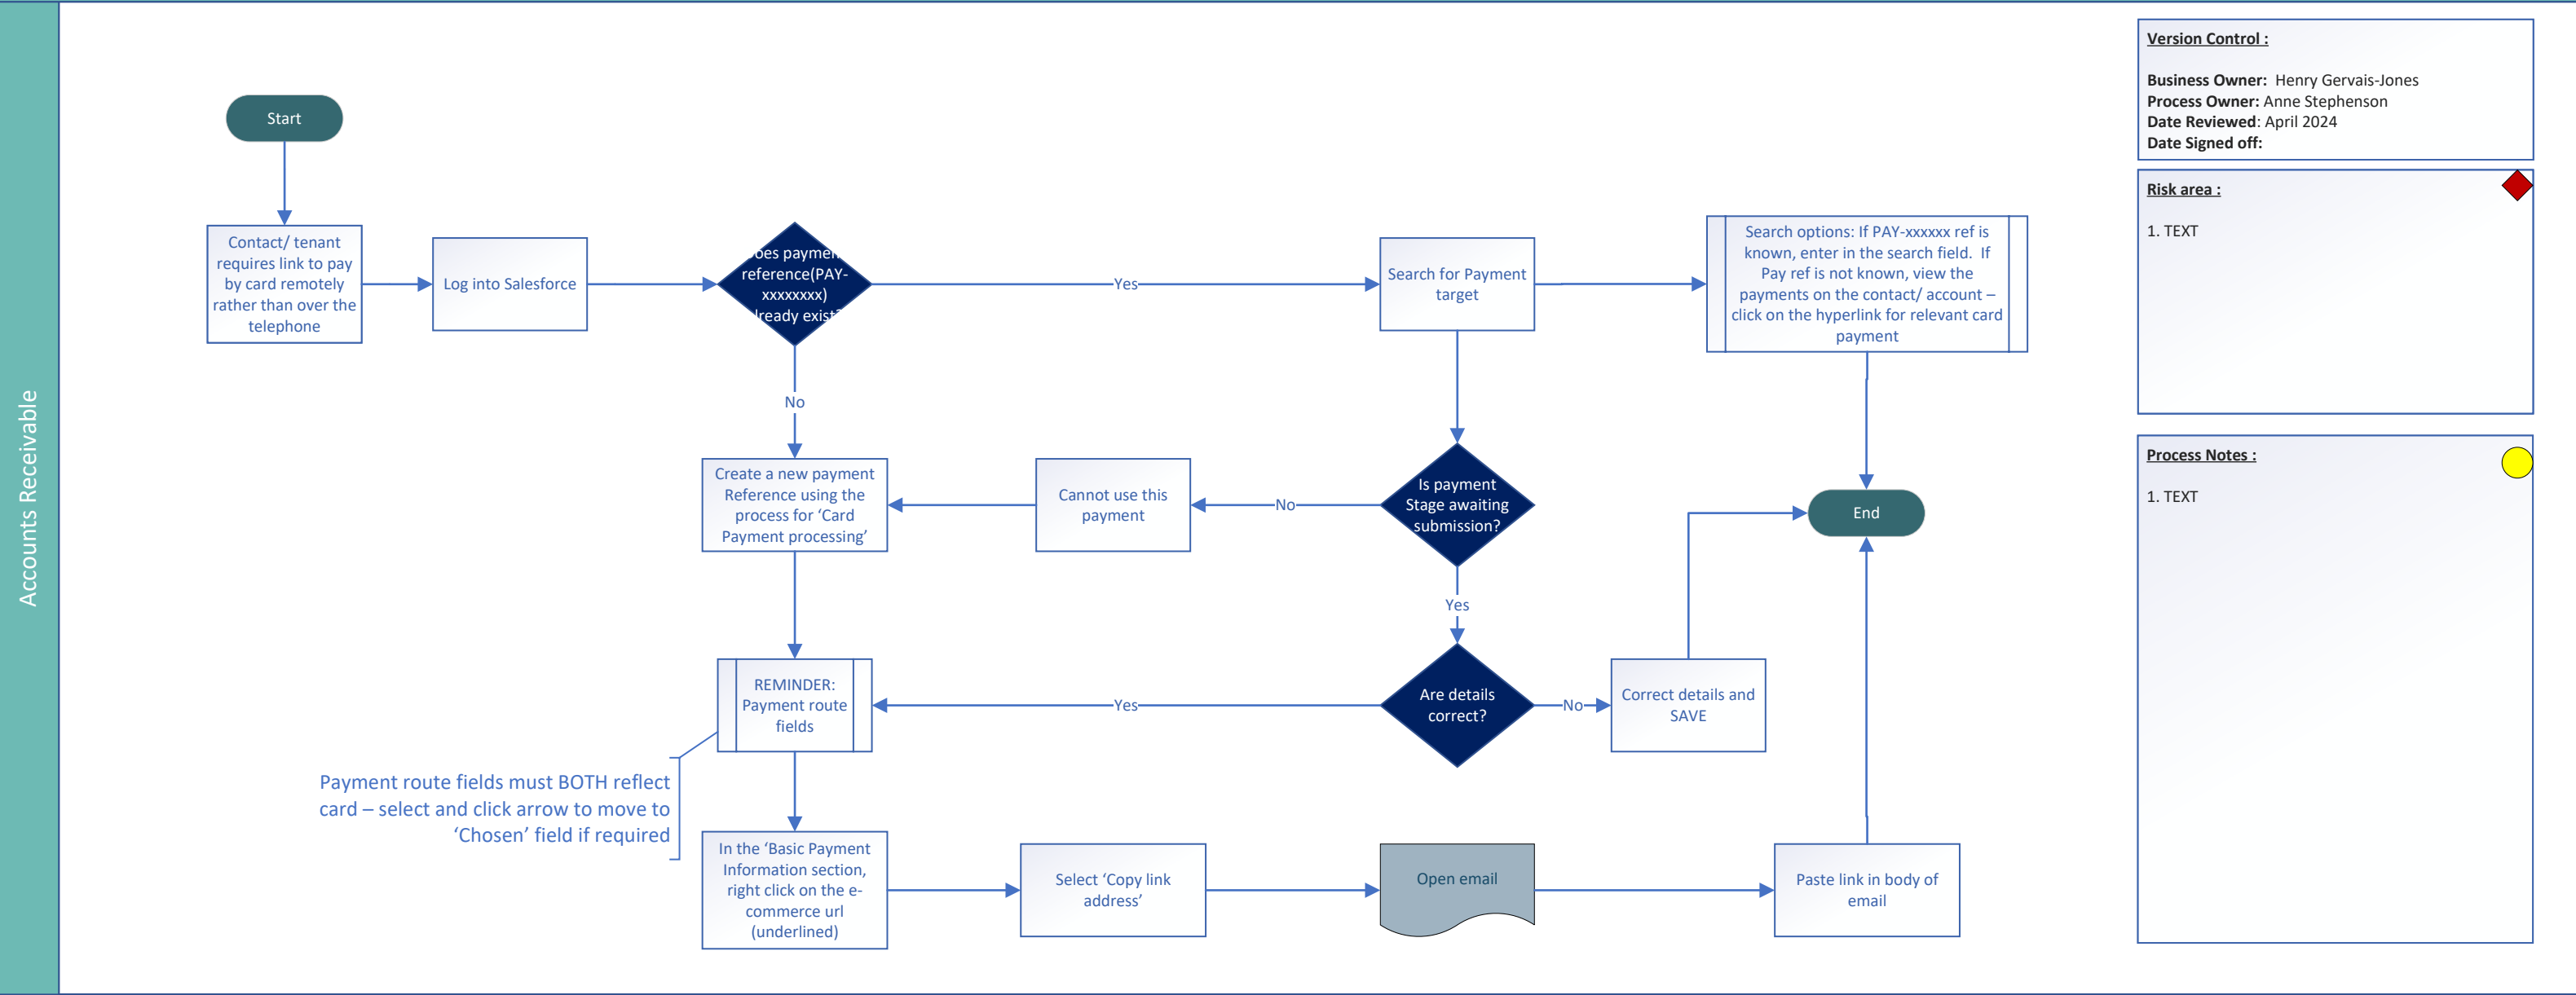 Accounts Receivable
Start
Contact/ tenant
requires link to pay
by card remotely
rather than over the
telephone
Log into Salesforce
oes paymen
reference(PAY-
xxxxxxxx)
lready exist?
Yes
No
Search for Payment
target
Search options: If PAY-xxxxxx ref is
known, enter in the search field. If
Pay ref is not known, view the
payments on the contact/ account –
click on the hyperlink for relevant card
payment
Create a new payment
Reference using the
process for ‘Card
Payment processing’
Cannot use this
payment
No
Is payment
Stage awaiting
submission?
Yes
End
REMINDER:
Payment route
fields
Yes
Are details
correct?
No
Correct details and
SAVE
Payment route fields must BOTH reflect
card – select and click arrow to move to
‘Chosen’ field if required
In the ‘Basic Payment
Information section,
right click on the e-
commerce url
(underlined)
Select ‘Copy link
address’
Open email
Paste link in body of
email
Version Control :
Business Owner: Henry Gervais-Jones
Process Owner: Anne Stephenson
Date Reviewed: April 2024
Date Signed off:
Risk area :
1. TEXT
Process Notes :
1. TEXT